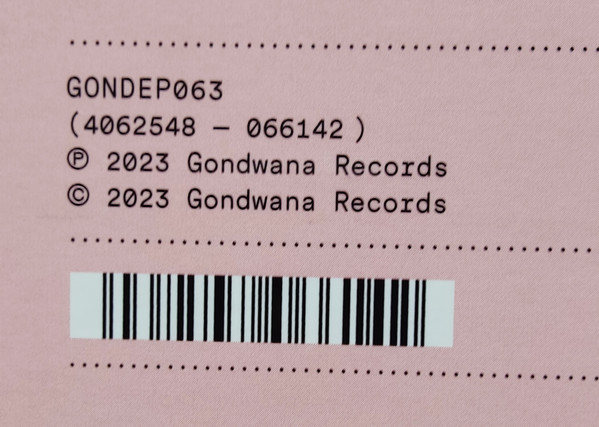 GONDEP063
(4062548 — 066142 )
℗ 2023 Gondwana Records
© 2023 Gondwana Records